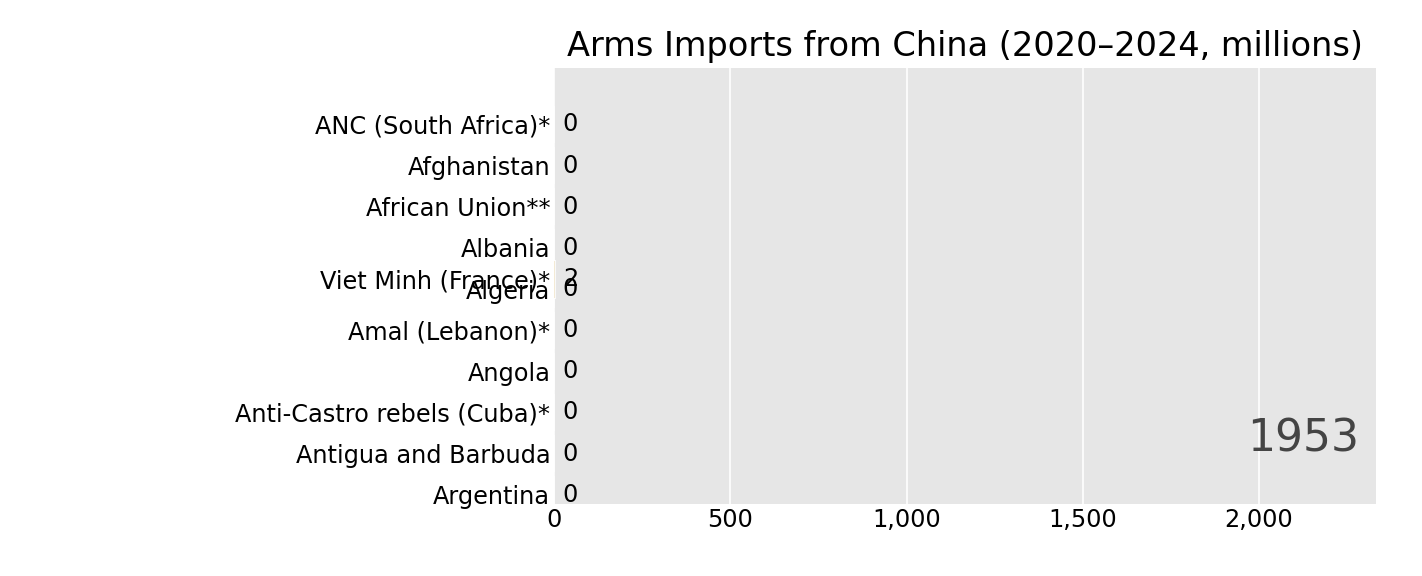 Arms Imports from China (2020–2024, millions)
ANC (South Africa)* 0
Afghanistan 0
African Union** 0
Albania 0
Viet Minh (France)* 2
Algeria 0
Amal (Lebanon)* 0
Angola 0
Anti-Castro rebels (Cuba)* 0
1953
Antigua and Barbuda 0
Argentina 0
0 500 1,000 1,500 2,000